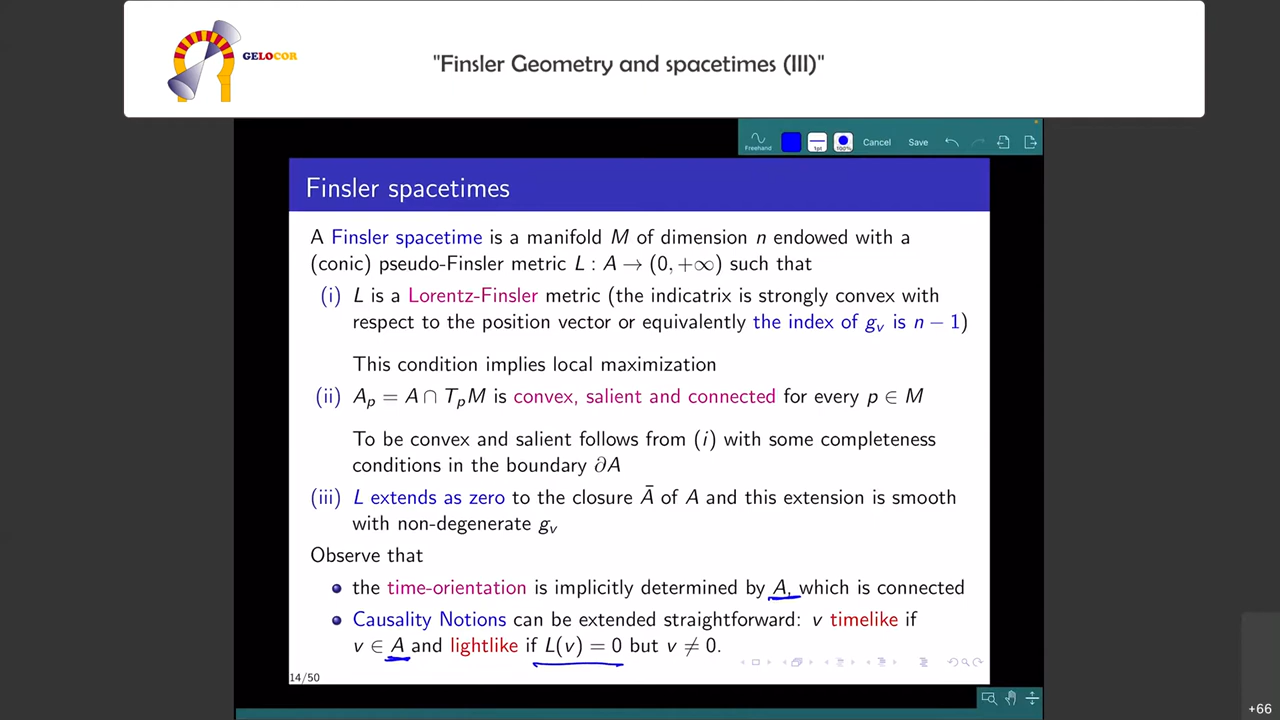 GELOCOR
"Finsler Geometry and spacetimes (III)"
Freehand
1pt
100%
Cancel
Save
Finsler spacetimes
A Finsler spacetime is a manifold M of dimension n endowed with a
(conic) pseudo-Finsler metric L : A → (0, +∞) such that
(i) L is a Lorentz-Finsler metric (the indicatrix is strongly convex with
respect to the position vector or equivalently the index of gᵥ is n − 1)
This condition implies local maximization
(ii) Aₚ = A ∩ TₚM is convex, salient and connected for every p ∈ M
To be convex and salient follows from (i) with some completeness
conditions in the boundary ∂A
(iii) L extends as zero to the closure Ā of A and this extension is smooth
with non-degenerate gᵥ
Observe that
the time-orientation is implicitly determined by A, which is connected
Causality Notions can be extended straightforward: v timelike if
v ∈ A and lightlike if L(v) = 0 but v ≠ 0.
14/50
+66